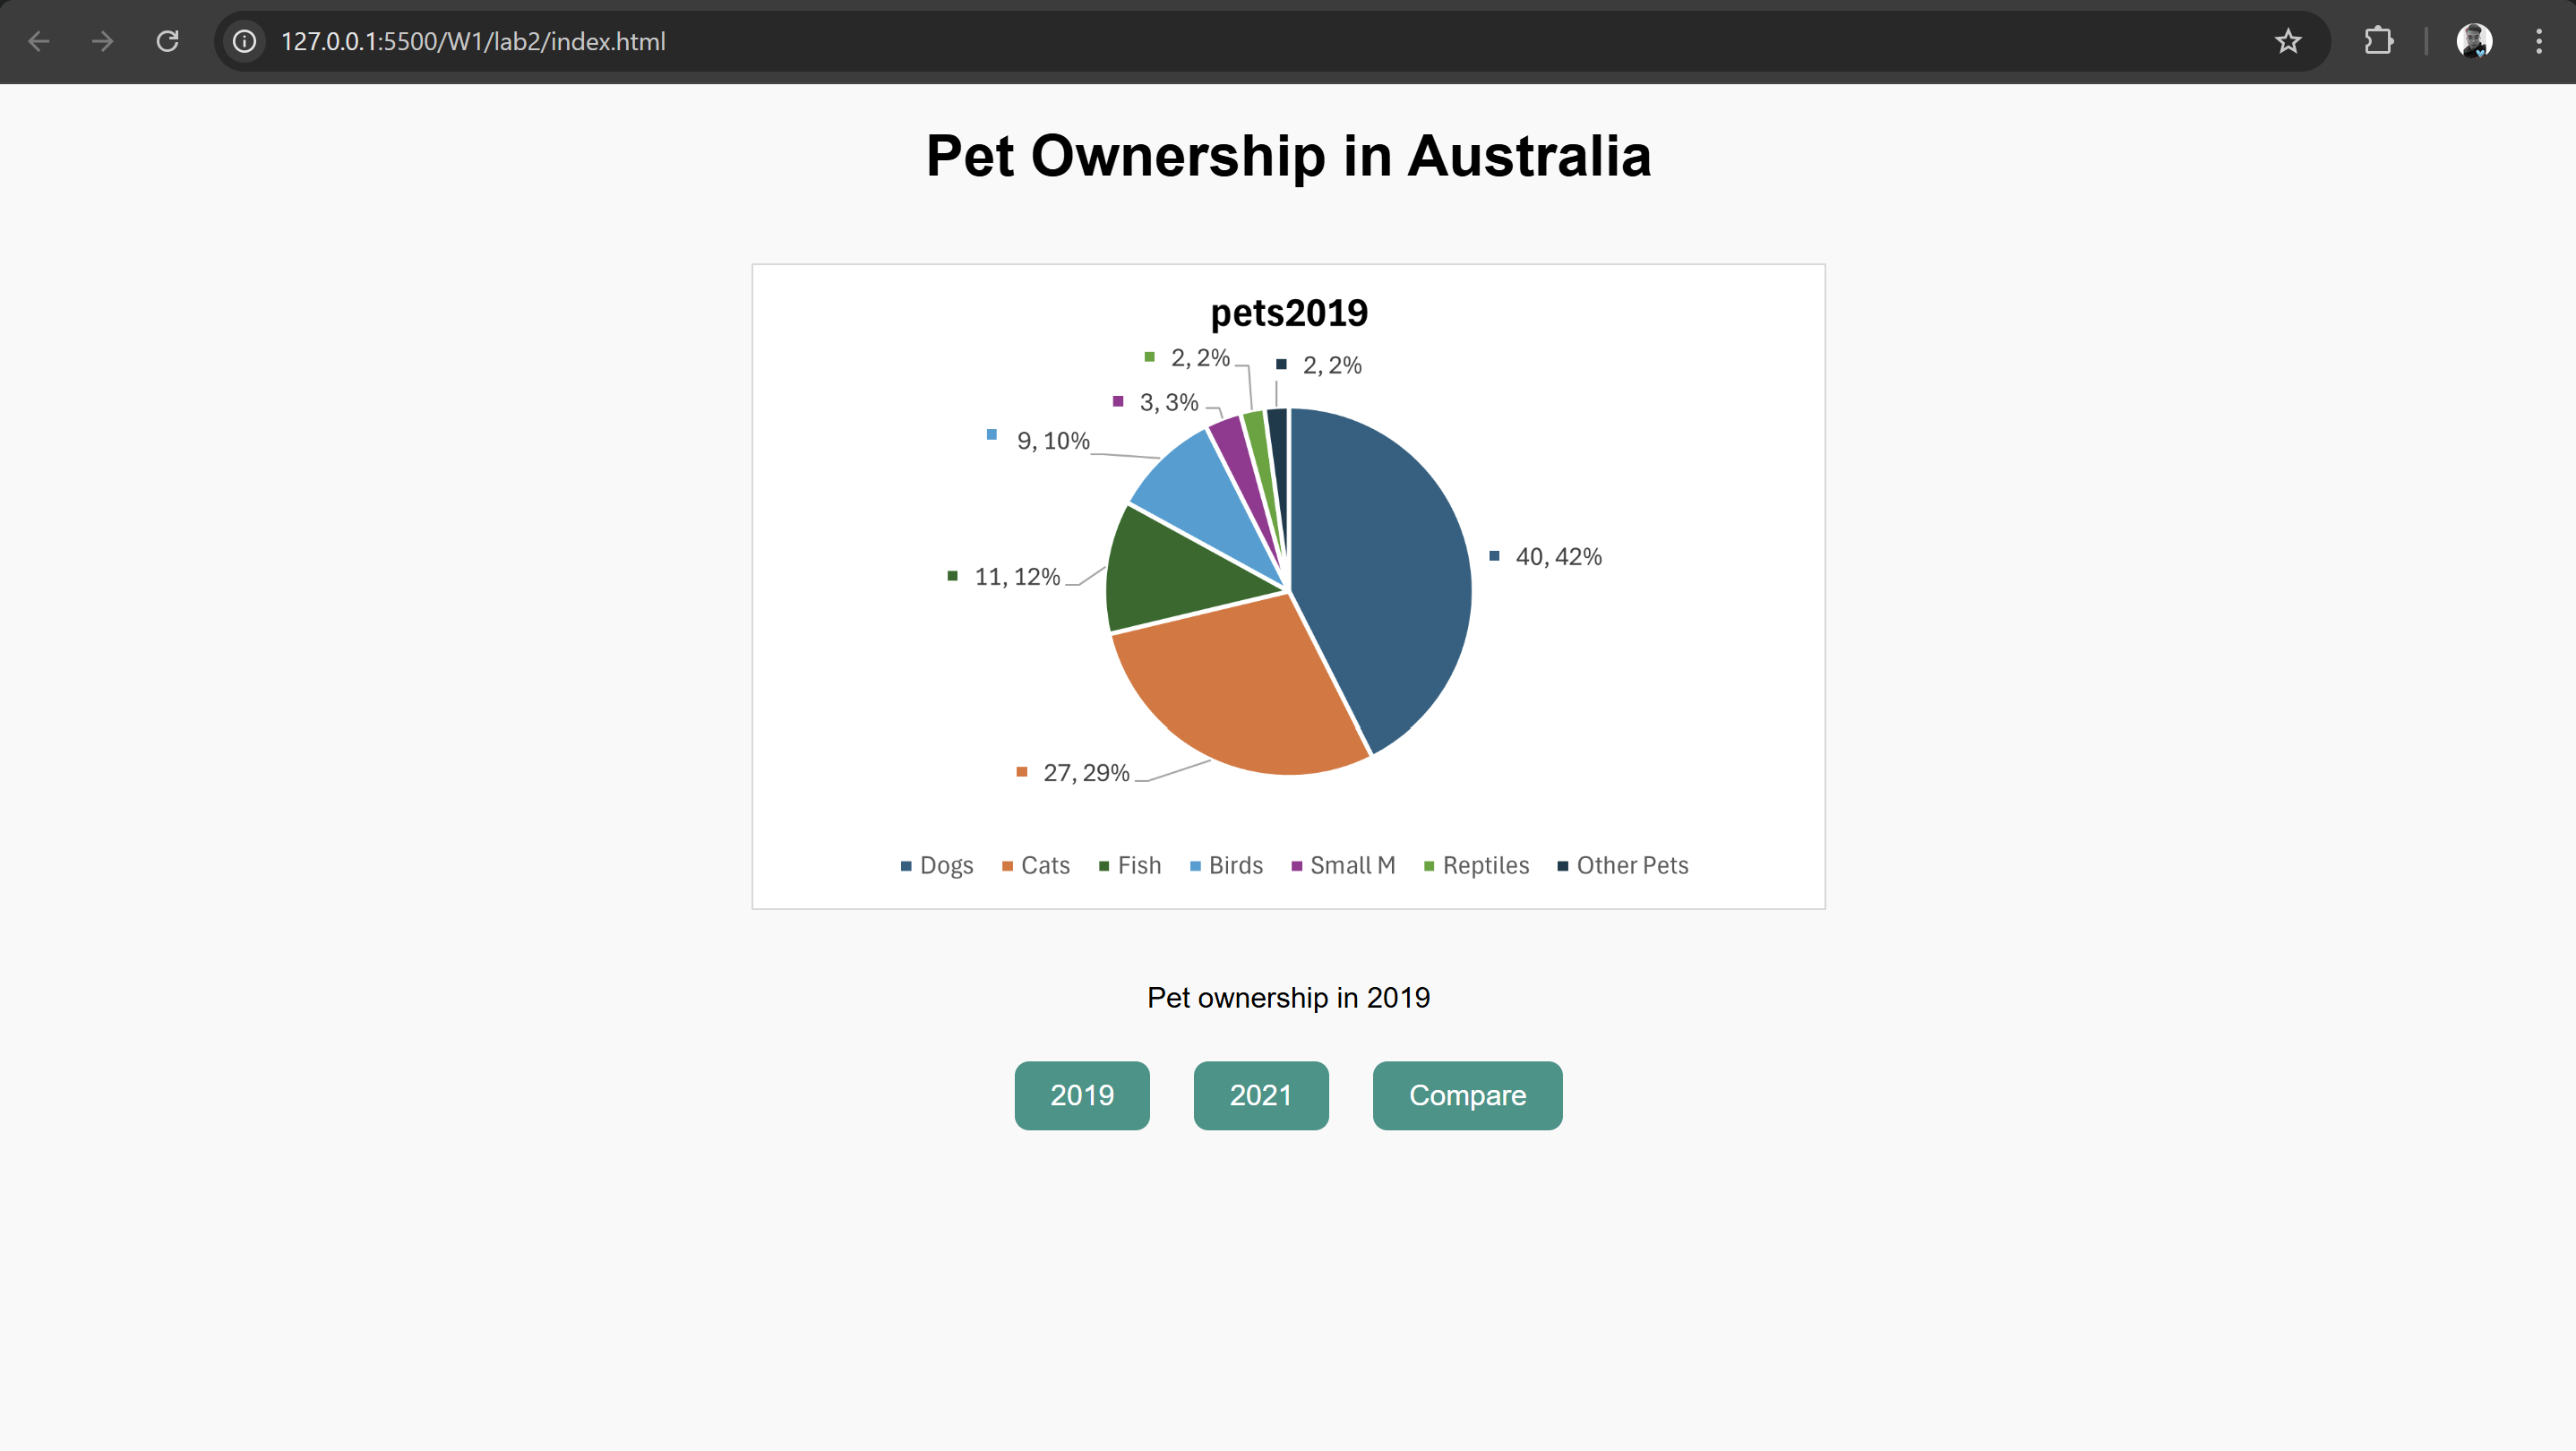 127.0.0.1:5500/W1/lab2/index.html
Pet Ownership in Australia
pets2019
2, 2%
2, 2%
3, 3%
9, 10%
40, 42%
11, 12%
27, 29%
Dogs Cats Fish Birds Small M Reptiles Other Pets
Pet ownership in 2019
2019 2021 Compare